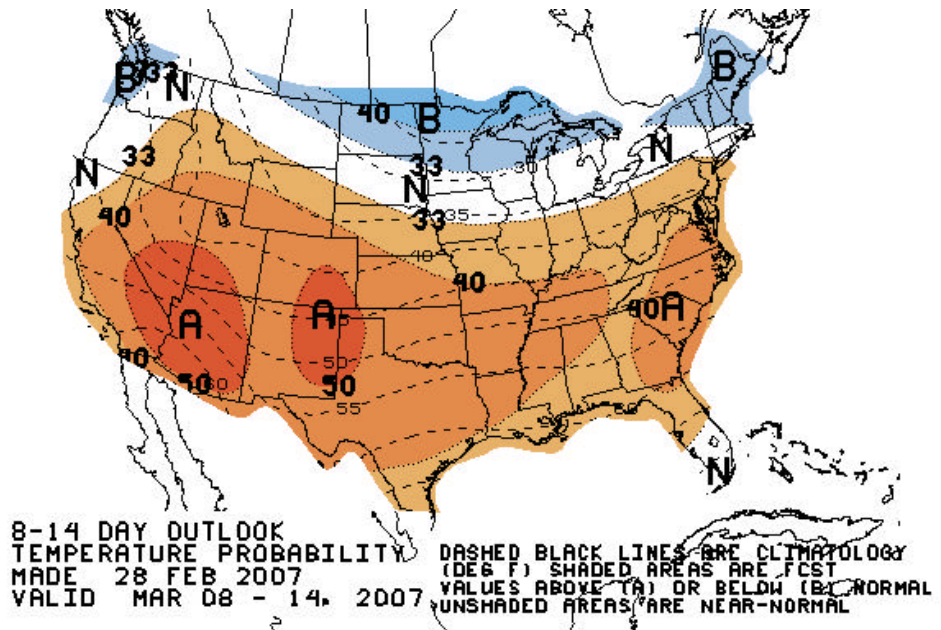 B 33
N
40 B
B
33
N
N
33
30
N
33 35
40
40
40
A
A
40 A
50
40
50 50
55
N
8-14 DAY OUTLOOK
TEMPERATURE PROBABILITY
MADE 28 FEB 2007
VALID MAR 08 - 14, 2007
DASHED BLACK LINES ARE CLIMATOLOGY
(DEG F) SHADED AREAS ARE FCST
VALUES ABOVE (A) OR BELOW (B) NORMAL
UNSHADED AREAS ARE NEAR-NORMAL